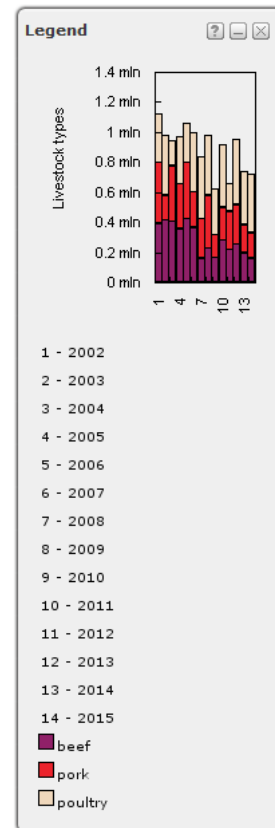 Legend
Livestock types
1.4 mln
1.2 mln
1 mln
0.8 mln
0.6 mln
0.4 mln
0.2 mln
0 mln
1 4 7 10 13
1 - 2002
2 - 2003
3 - 2004
4 - 2005
5 - 2006
6 - 2007
7 - 2008
8 - 2009
9 - 2010
10 - 2011
11 - 2012
12 - 2013
13 - 2014
14 - 2015
beef
pork
poultry